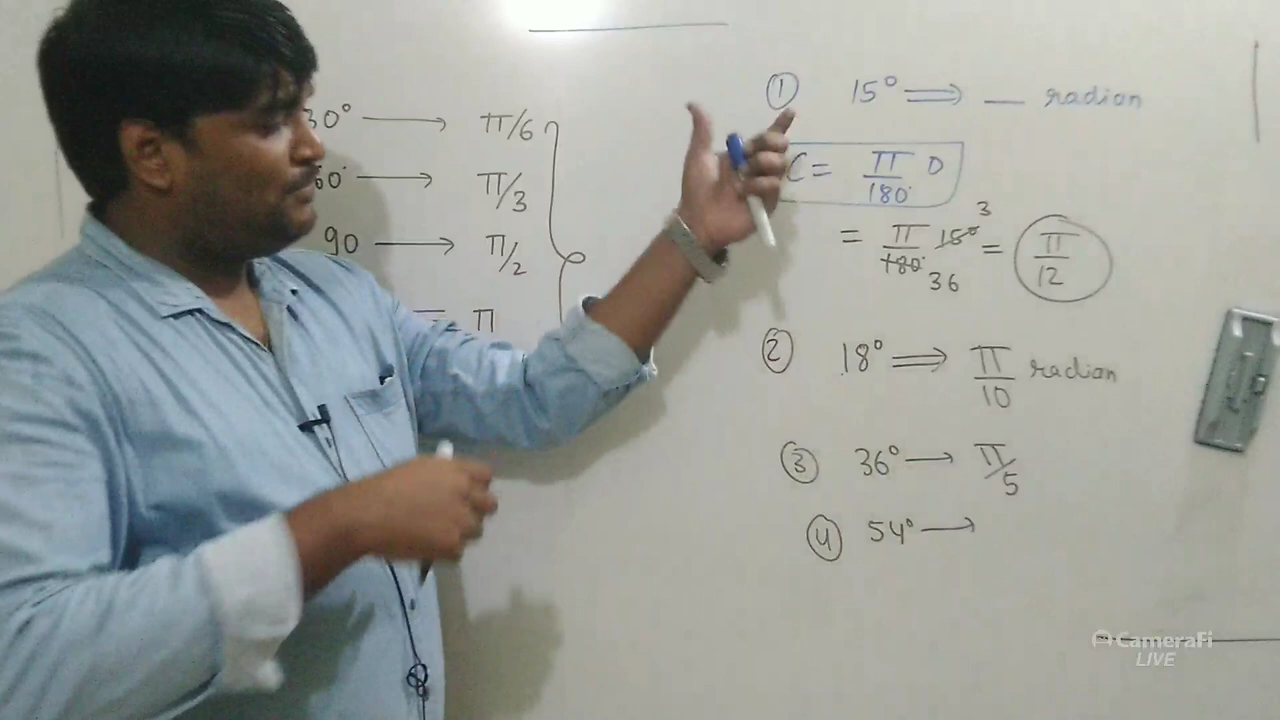 30° → π/6
60° → π/3
90 → π/2
= π
① 15° ⇒ __ radian
C = π/180 D
= π/180 15° 3 36 = π/12
② 18° ⇒ π/10 radian
③ 36° → π/5
④ 54° →
CameraFi
LIVE